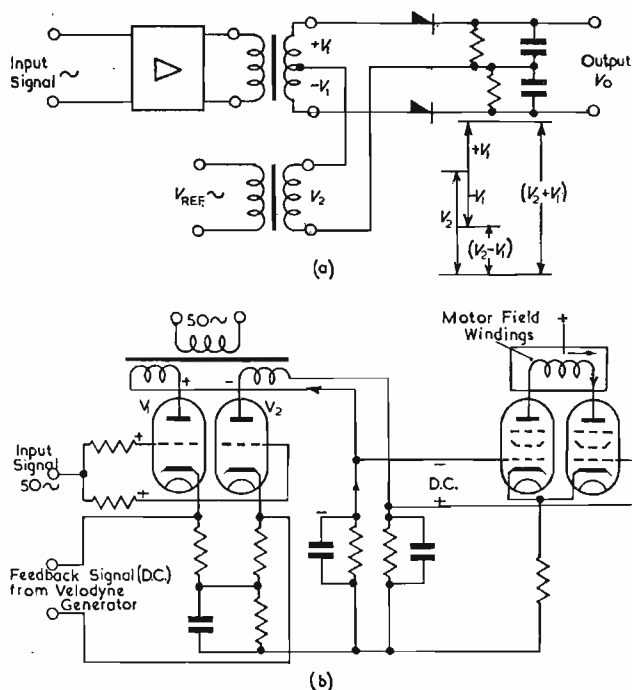 Input
Signal ~
+V₁
-V₁
Output
V₀
V_REF. ~
V₂
+V₁
-V₁
V₂
(V₂-V₁)
(V₂+V₁)
(a)
50~
Motor Field
Windings
+
+
-
V₁
V₂
Input
Signal
50~
+
+
-
D.C.
+
-
Feedback Signal (D.C.)
from Velodyne
Generator
(b)